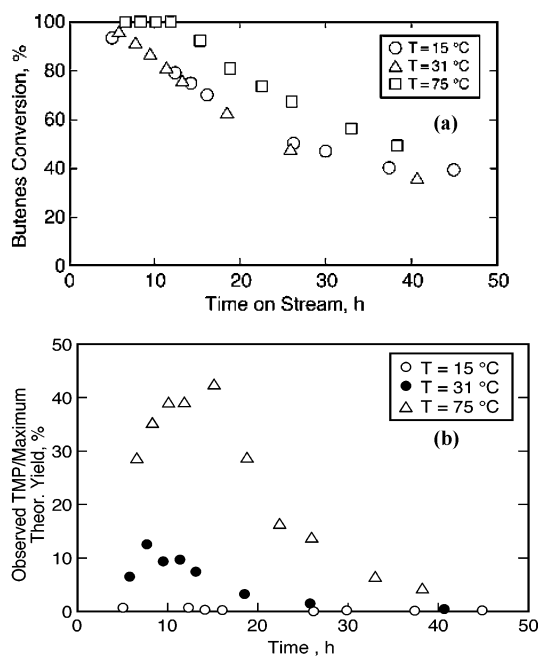 100
80
60
40
20
0
0 10 20 30 40 50
Butenes Conversion, %
Time on Stream, h
T = 15 °C
T = 31 °C
T = 75 °C
(a)
50
40
30
20
10
0
0 10 20 30 40 50
Observed TMP/Maximum
Theor. Yield, %
Time , h
T = 15 °C
T = 31 °C
T = 75 °C
(b)